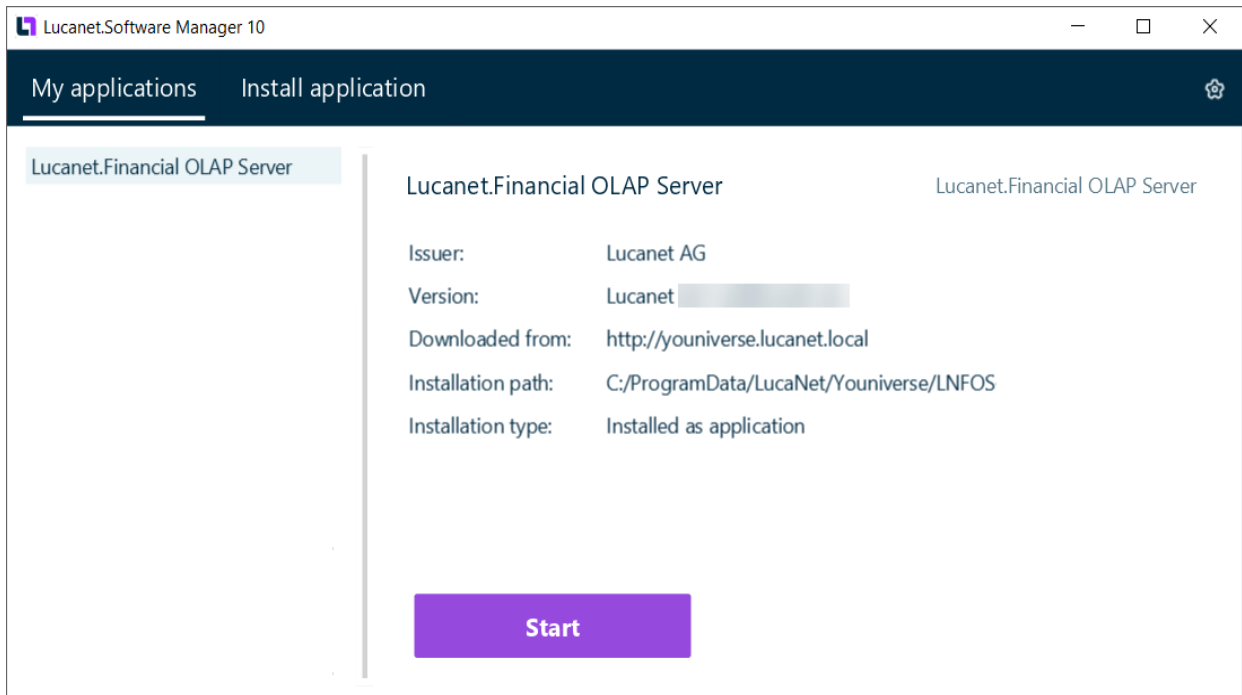 Lucanet.Software Manager 10
My applications Install application
Lucanet.Financial OLAP Server
Lucanet.Financial OLAP Server Lucanet.Financial OLAP Server
Issuer: Lucanet AG
Version: Lucanet
Downloaded from: http://youniverse.lucanet.local
Installation path: C:/ProgramData/LucaNet/Youniverse/LNFOS
Installation type: Installed as application
Start